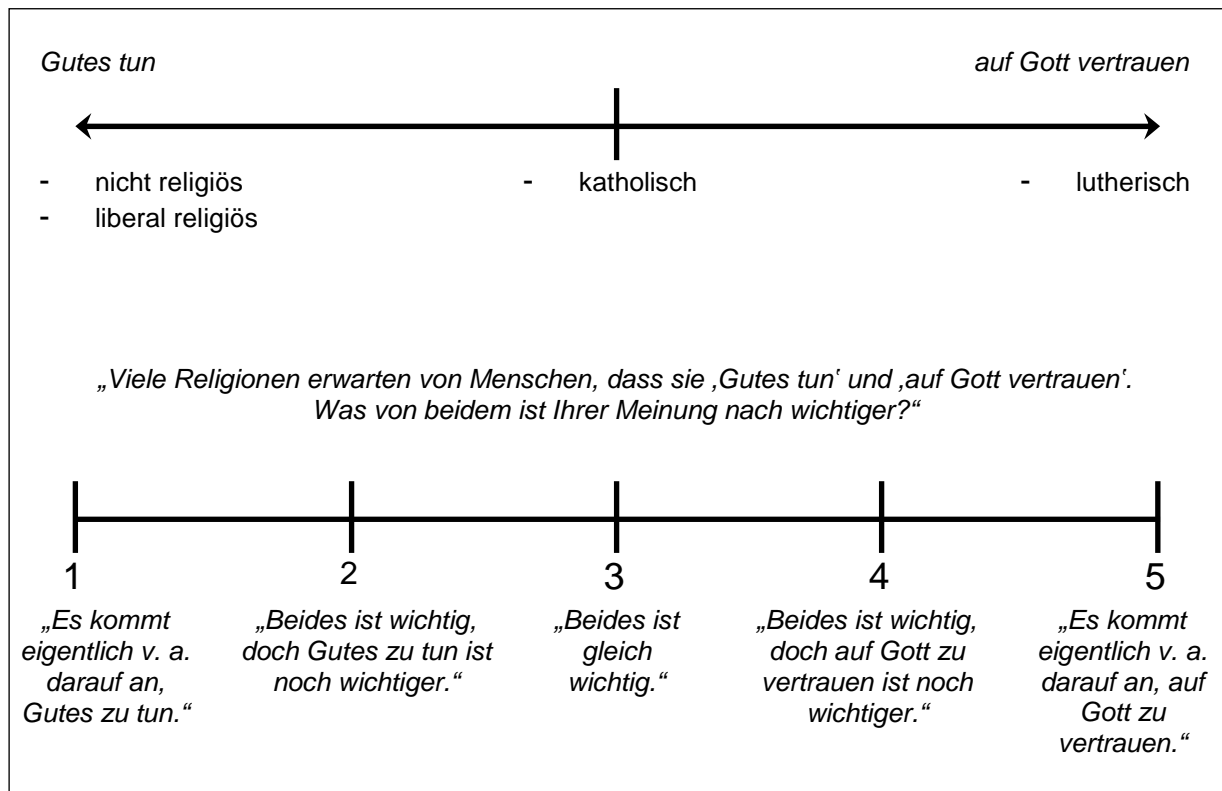 Gutes tun
auf Gott vertrauen
- nicht religiös
- liberal religiös
- katholisch
- lutherisch
„Viele Religionen erwarten von Menschen, dass sie ‚Gutes tun‘ und ‚auf Gott vertrauen‘.
Was von beidem ist Ihrer Meinung nach wichtiger?“
1
„Es kommt
eigentlich v. a.
darauf an,
Gutes zu tun.“
2
„Beides ist wichtig,
doch Gutes zu tun ist
noch wichtiger.“
3
„Beides ist
gleich
wichtig.“
4
„Beides ist wichtig,
doch auf Gott zu
vertrauen ist noch
wichtiger.“
5
„Es kommt
eigentlich v. a.
darauf an, auf
Gott zu
vertrauen.“